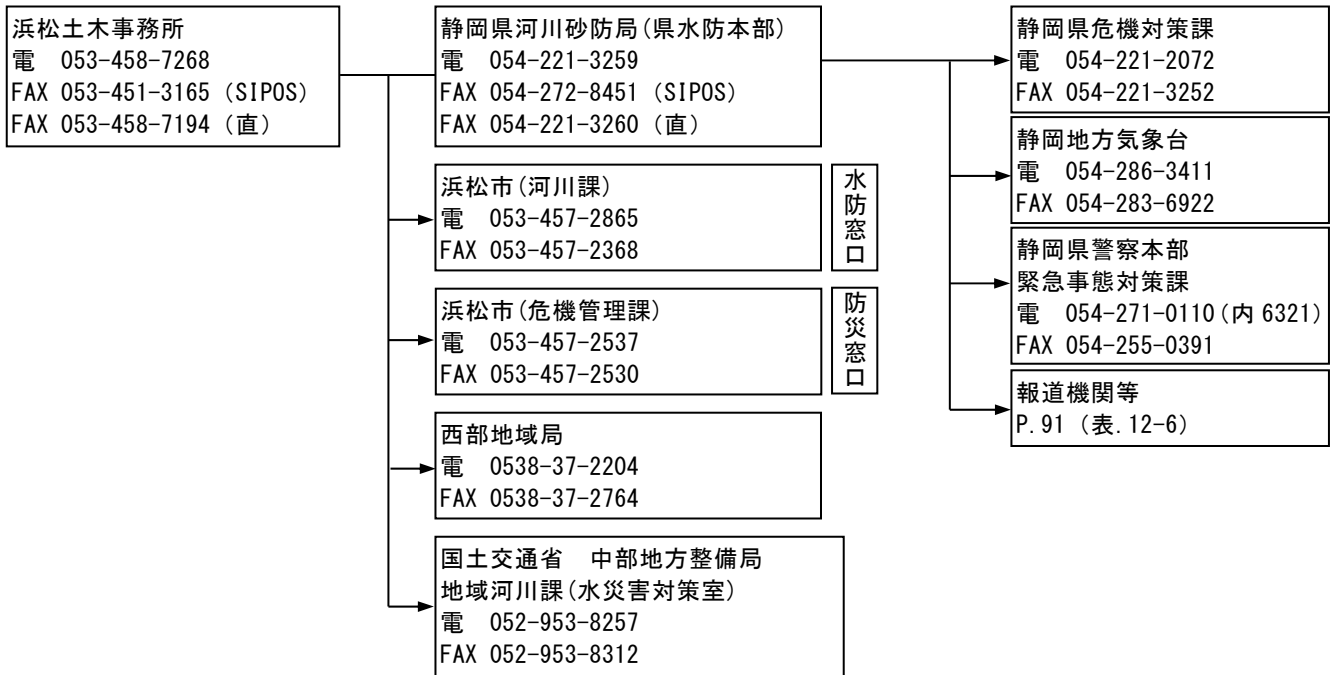 浜松土木事務所
電　053-458-7268
FAX 053-451-3165 (SIPOS)
FAX 053-458-7194 (直)
静岡県河川砂防局(県水防本部)
電　054-221-3259
FAX 054-272-8451 (SIPOS)
FAX 054-221-3260 (直)
浜松市(河川課)
電　053-457-2865
FAX 053-457-2368
水防窓口
浜松市(危機管理課)
電　053-457-2537
FAX 053-457-2530
防災窓口
西部地域局
電　0538-37-2204
FAX 0538-37-2764
国土交通省　中部地方整備局
地域河川課(水災害対策室)
電　052-953-8257
FAX 052-953-8312
静岡県危機対策課
電　054-221-2072
FAX 054-221-3252
静岡地方気象台
電　054-286-3411
FAX 054-283-6922
静岡県警察本部
緊急事態対策課
電　054-271-0110(内 6321)
FAX 054-255-0391
報道機関等
P.91 (表.12-6)